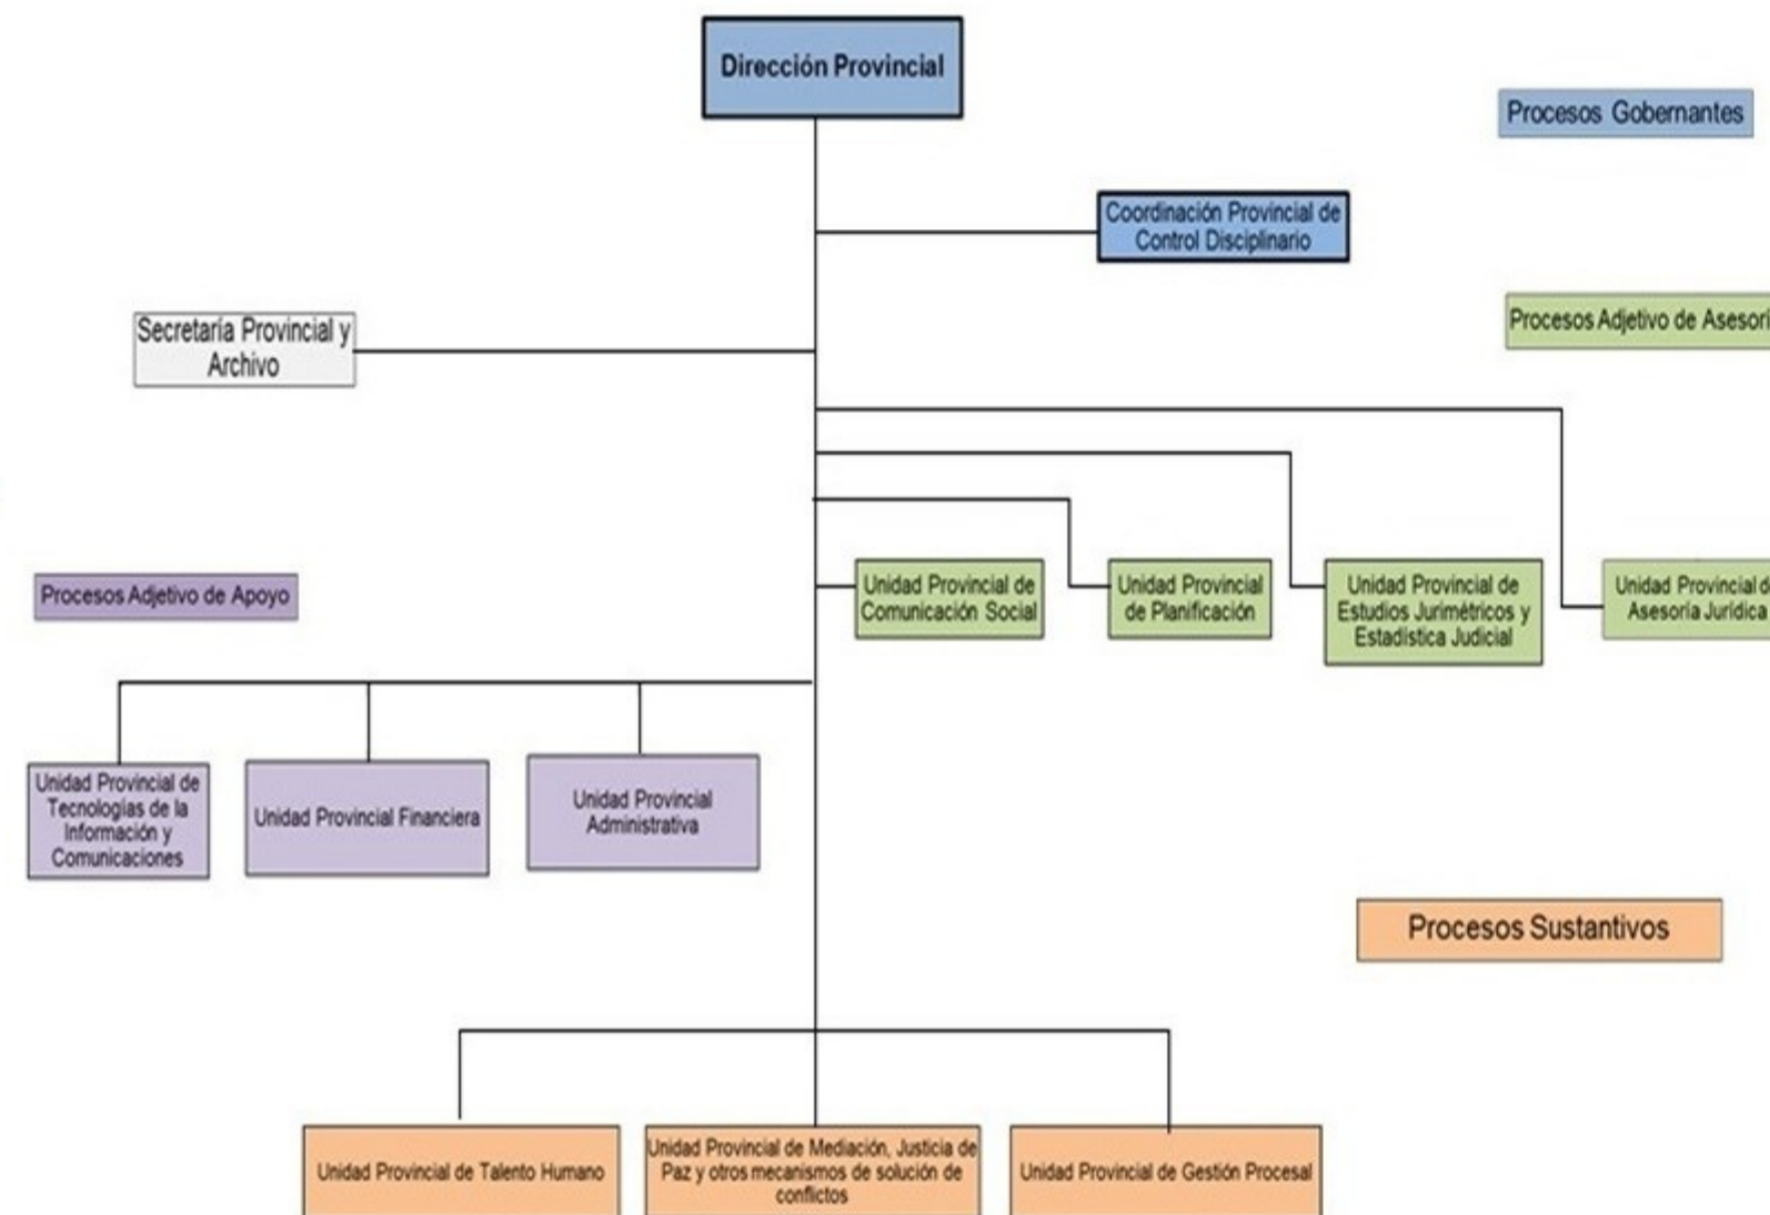 Dirección Provincial
Procesos Gobernantes
Coordinación Provincial de
Control Disciplinario
Secretaría Provincial y
Archivo
Procesos Adjetivo de
Procesos Adjetivo de Apoyo
Unidad Provincial de
Comunicación Social
Unidad Provincial
de Planificación
Unidad Provincial de
Estudios Jurimétricos y
Estadística Judicial
Unidad Provincial
Asesoría Jurídica
Unidad Provincial de
Tecnologías de la
Información y
Comunicaciones
Unidad Provincial Financiera
Unidad Provincial
Administrativa
Procesos Sustantivos
Unidad Provincial de Talento Humano
Unidad Provincial de Mediación, Justicia de
Paz y otros mecanismos de solución de
conflictos
Unidad Provincial de Gestión Procesal